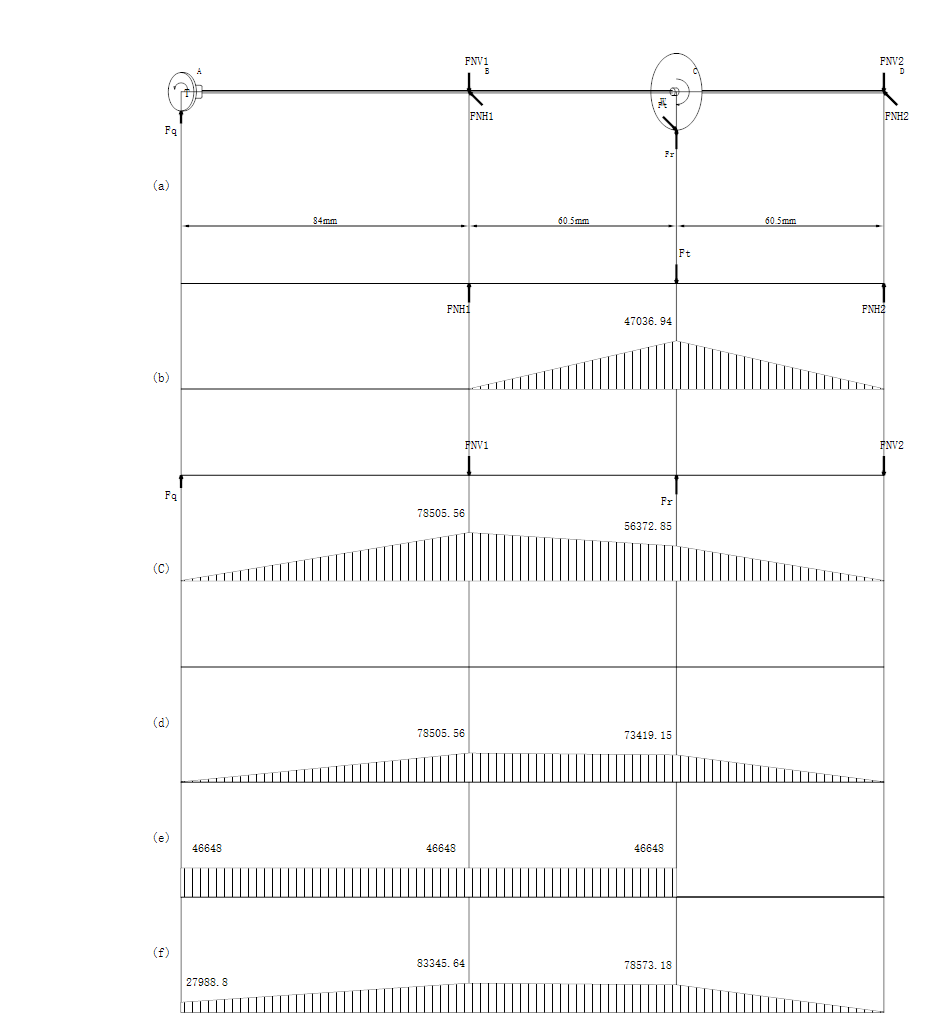 FNV1
FNV2
A
B
C
D
T
Ft
FNH1
FNH2
Fq
Fr
(a)
84mm
60.5mm
60.5mm
Ft
FNH1
FNH2
47036.94
(b)
FNV1
FNV2
Fq
Fr
78505.56
56372.85
(C)
(d)
78505.56
73419.15
(e)
46648
46648
46648
(f)
83345.64
78573.18
27988.8